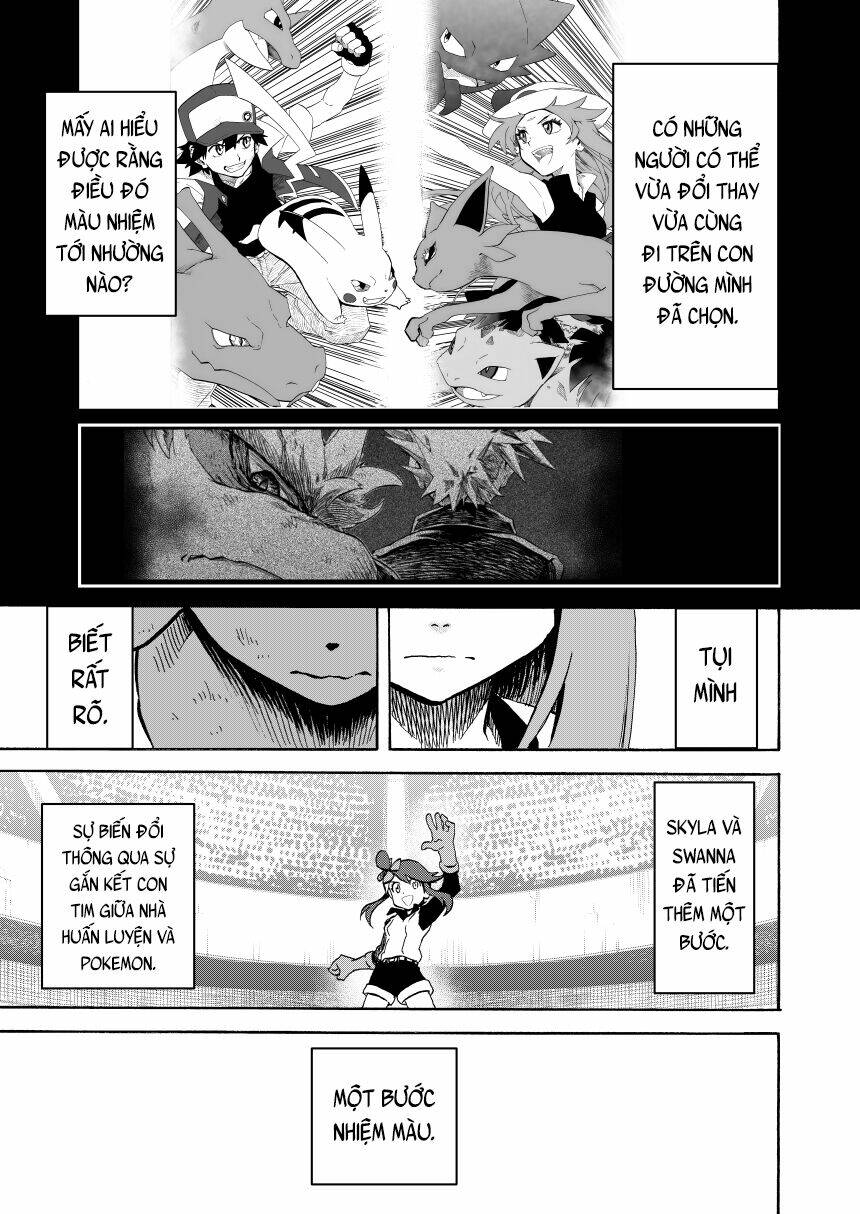 CÓ NHỮNG
NGƯỜI CÓ THỂ
VỪA ĐỔI THAY
VỪA CÙNG
ĐI TRÊN CON
ĐƯỜNG MÌNH
ĐÃ CHỌN.
MẤY AI HIỂU
ĐƯỢC RẰNG
ĐIỀU ĐÓ
MÀU NHIỆM
TỚI NHƯỜNG
NÀO?
TỤI
MÌNH
BIẾT
RẤT
RÕ.
SKYLA VÀ
SWANNA
ĐÃ TIẾN
THÊM MỘT
BƯỚC.
SỰ BIẾN ĐỔI
THÔNG QUA SỰ
GẮN KẾT CON
TIM GIỮA NHÀ
HUẤN LUYỆN VÀ
POKEMON.
MỘT BƯỚC
NHIỆM MÀU.